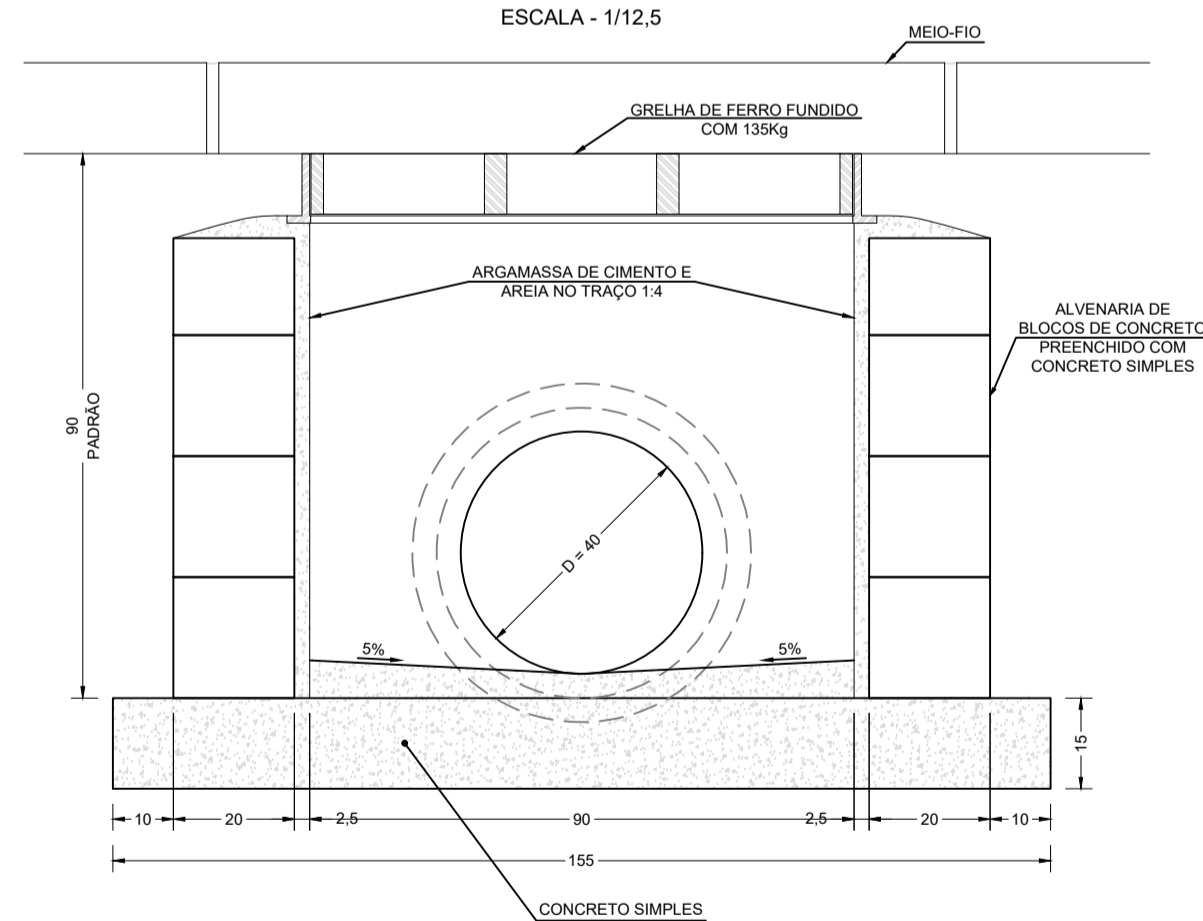 ESCALA - 1/12,5
MEIO-FIO
GRELHA DE FERRO FUNDIDO
COM 135Kg
ARGAMASSA DE CIMENTO E
AREIA NO TRAÇO 1:4
ALVENARIA DE
BLOCOS DE CONCRETO
PREENCHIDO COM
CONCRETO SIMPLES
90
PADRÃO
D = 40
5%
5%
15
10
20
2,5
90
2,5
20
10
155
CONCRETO SIMPLES